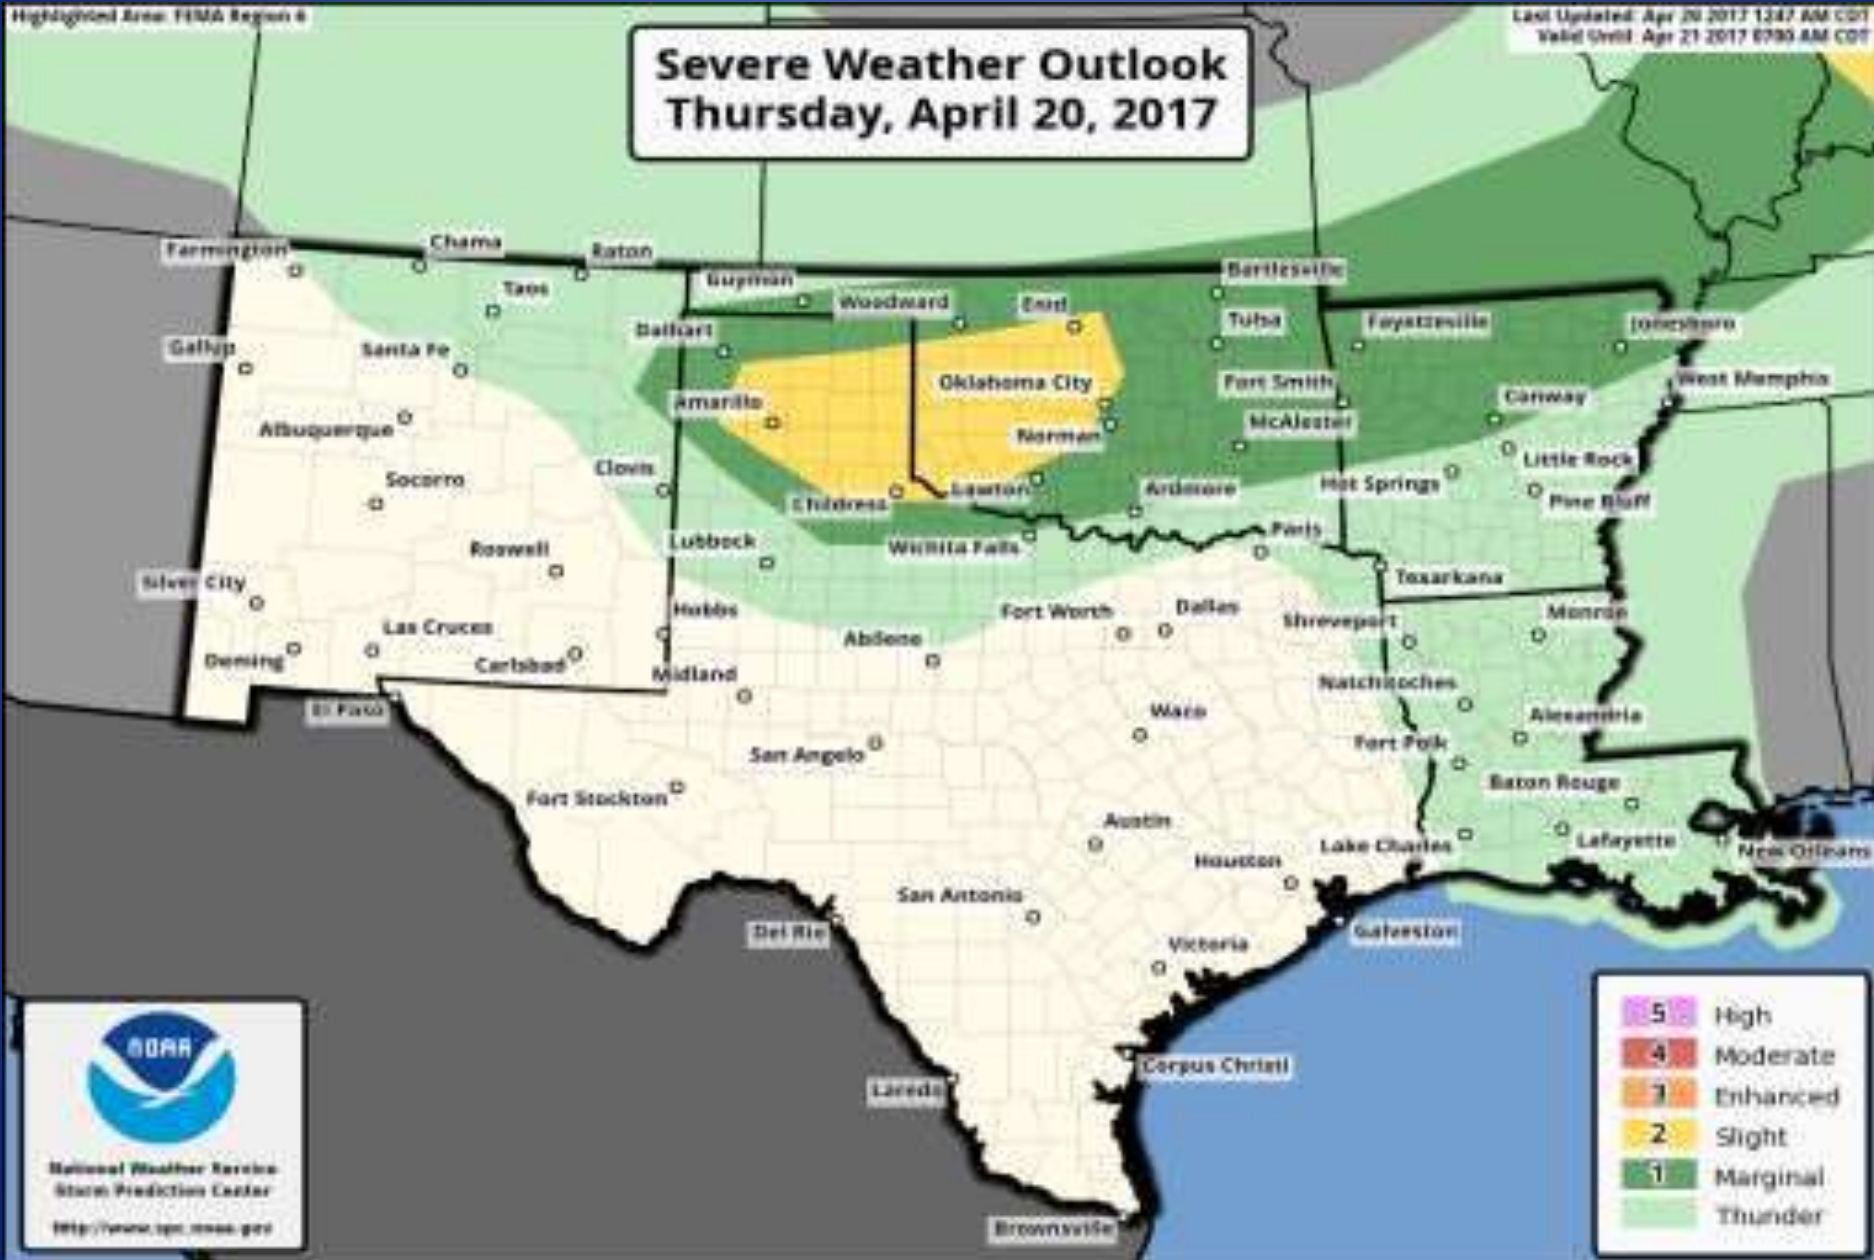 Highlighted Area: FEMA Region 6
Last Updated: Apr 20 2017 1247 AM CDT
Valid Until: Apr 21 2017 0700 AM CDT
Severe Weather Outlook
Thursday, April 20, 2017
Farmington
Chama
Raton
Guymon
Bartlesville
Taos
Woodward
Enid
Dalhart
Tulsa
Fayetteville
Jonesboro
Gallup
Santa Fe
Oklahoma City
Fort Smith
West Memphis
Amarillo
Conway
Albuquerque
Norman
McAlester
Clovis
Little Rock
Socorro
Childress
Lawton
Ardmore
Hot Springs
Pine Bluff
Roswell
Lubbock
Wichita Falls
Paris
Silver City
Texarkana
Hobbs
Fort Worth
Dallas
Shreveport
Monroe
Las Cruces
Abilene
Deming
Carlsbad
Midland
Natchitoches
El Paso
Waco
Alexandria
San Angelo
Fort Polk
Fort Stockton
Baton Rouge
Austin
Lake Charles
Lafayette
New Orleans
Houston
San Antonio
Del Rio
Victoria
Galveston
Corpus Christi
Laredo
Brownsville
NOAA
National Weather Service
Storm Prediction Center
http://www.spc.noaa.gov
5 High
4 Moderate
3 Enhanced
2 Slight
1 Marginal
Thunder